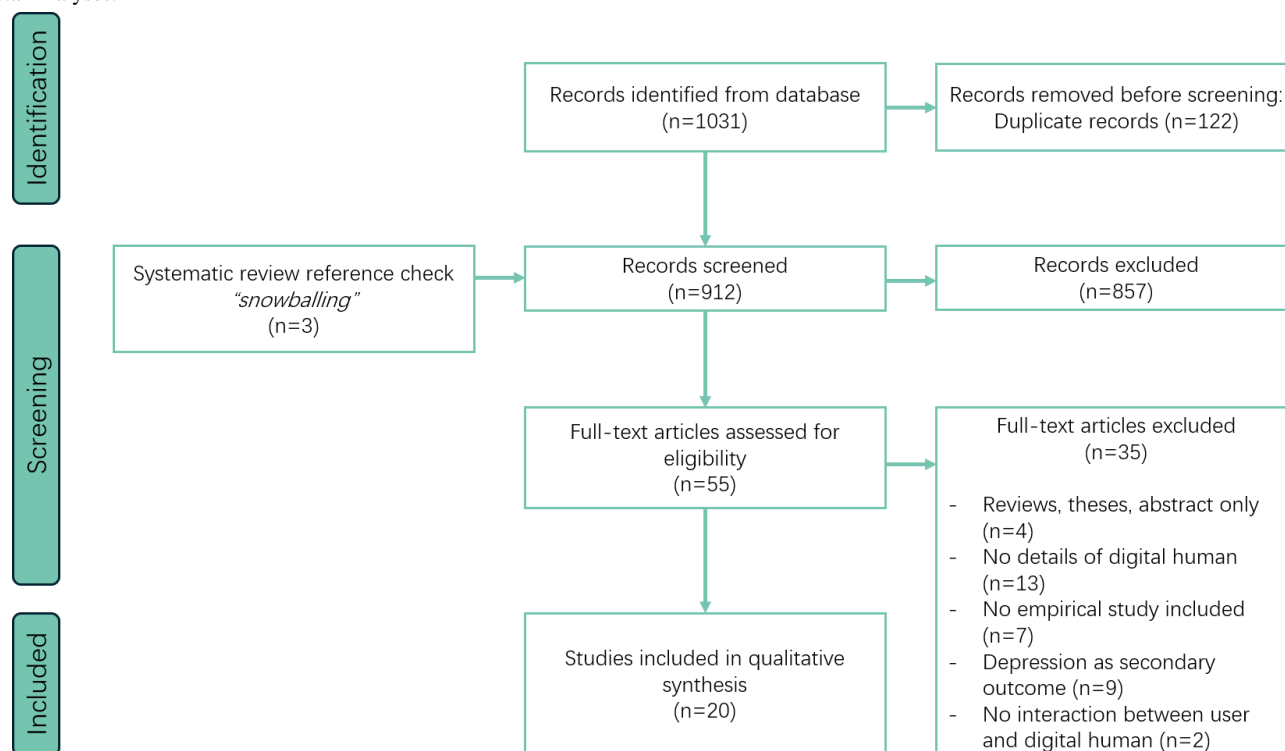 Identification
Records identified from database
(n=1031)
Records removed before screening:
Duplicate records (n=122)
Screening
Systematic review reference check
“snowballing”
(n=3)
Records screened
(n=912)
Records excluded
(n=857)
Full-text articles assessed for
eligibility
(n=55)
Full-text articles excluded
(n=35)
- Reviews, theses, abstract only
(n=4)
- No details of digital human
(n=13)
- No empirical study included
(n=7)
- Depression as secondary
outcome (n=9)
- No interaction between user
and digital human (n=2)
Included
Studies included in qualitative
synthesis
(n=20)